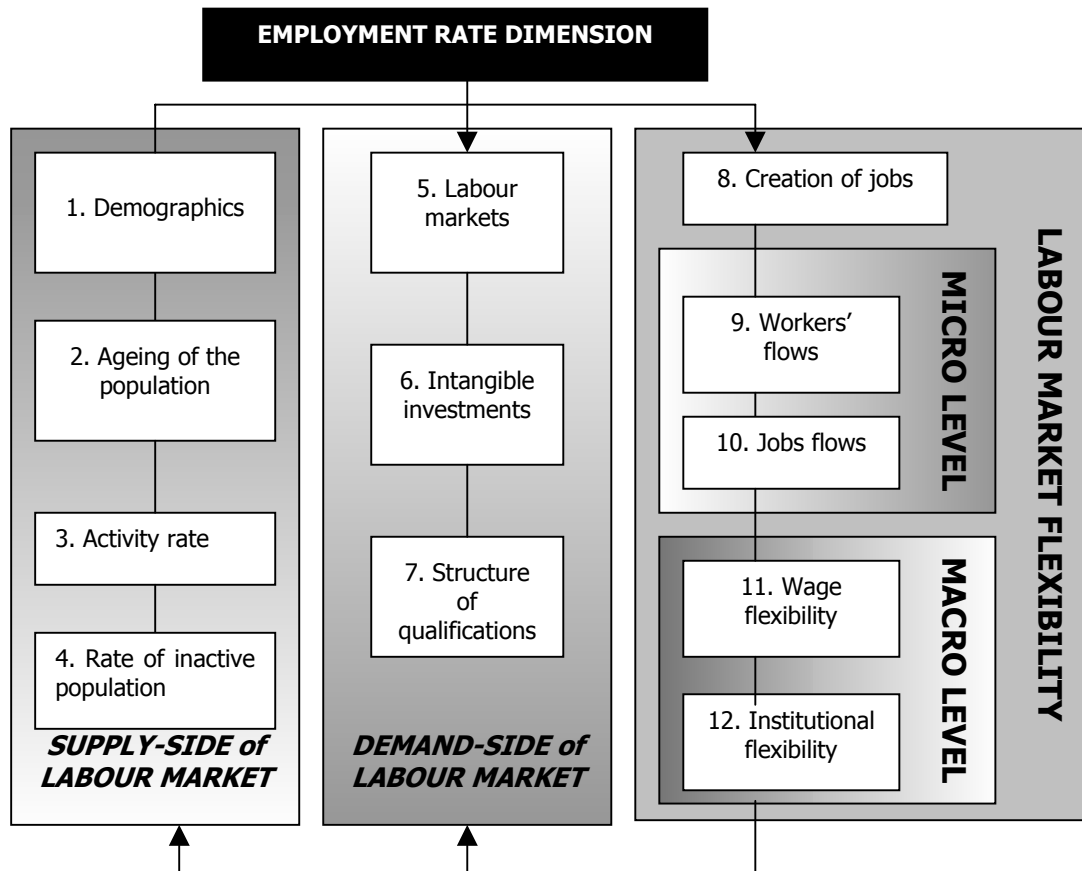 EMPLOYMENT RATE DIMENSION
1. Demographics
2. Ageing of the
population
3. Activity rate
4. Rate of inactive
population
SUPPLY-SIDE of
LABOUR MARKET
5. Labour
markets
6. Intangible
investments
7. Structure
of
qualifications
DEMAND-SIDE of
LABOUR MARKET
8. Creation of jobs
9. Workers’
flows
10. Jobs flows
MICRO LEVEL
11. Wage
flexibility
12. Institutional
flexibility
MACRO LEVEL
LABOUR MARKET FLEXIBILITY